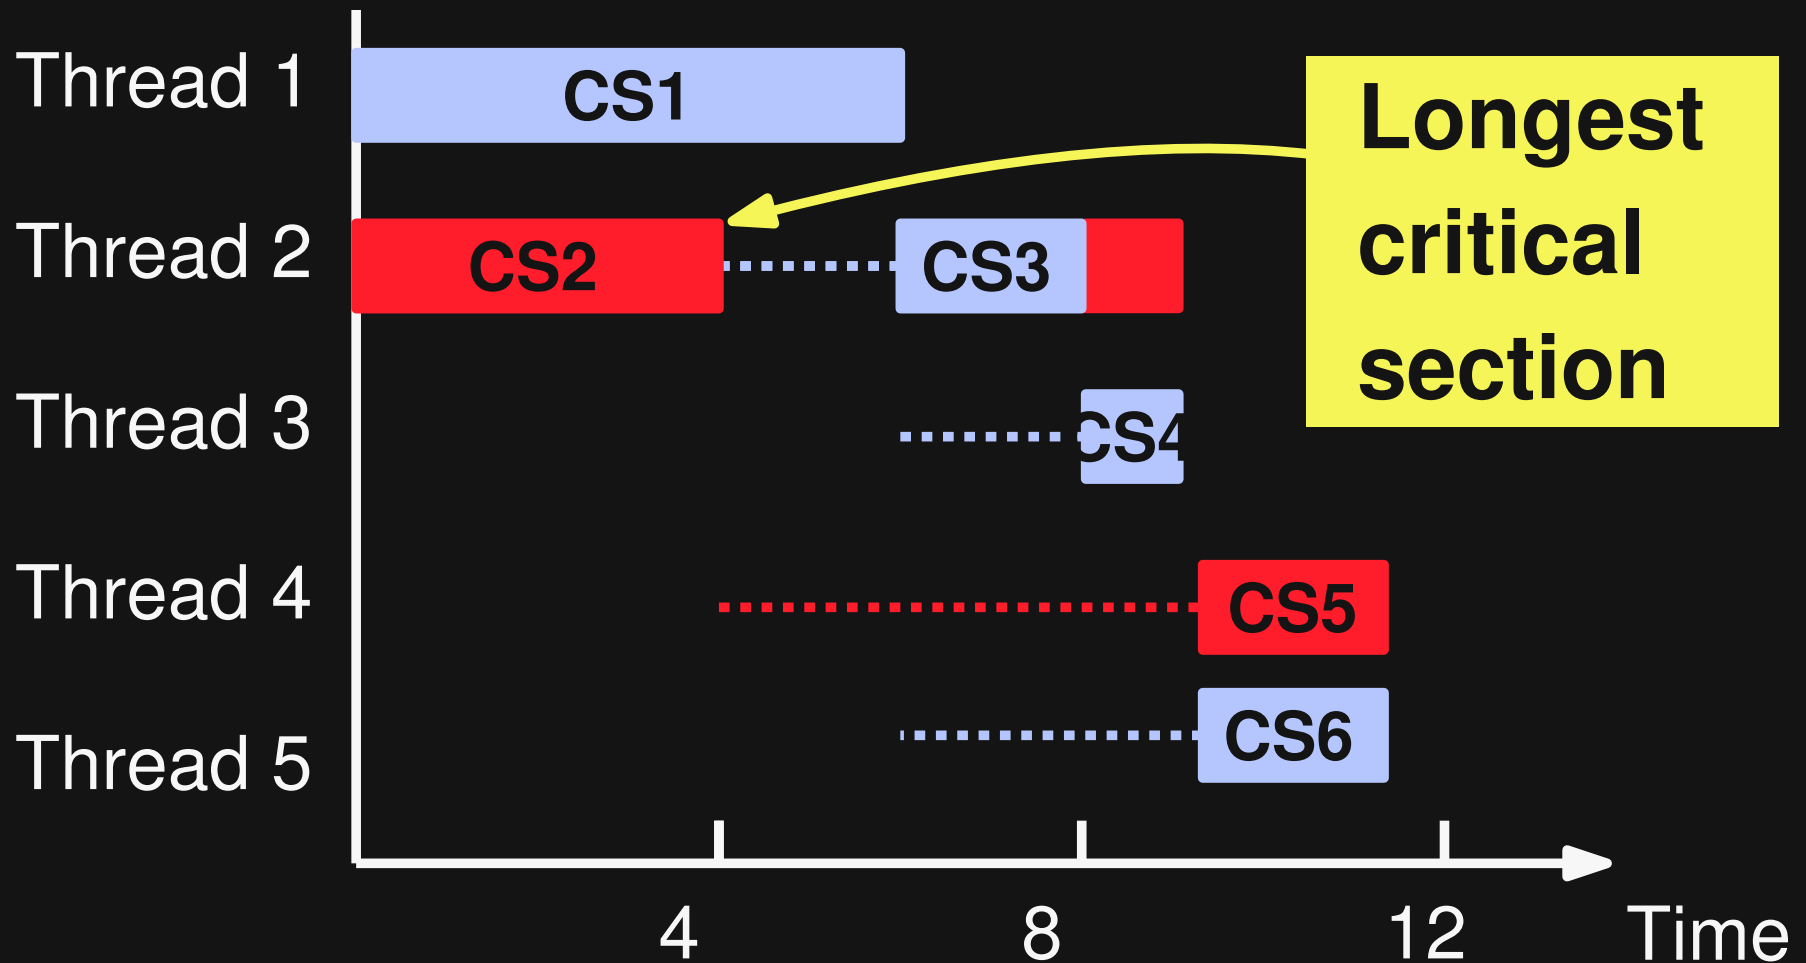 Thread 1
CS1
Longest
critical
section
Thread 2
CS2
CS3
Thread 3
CS4
Thread 4
CS5
Thread 5
CS6
4
8
12
Time